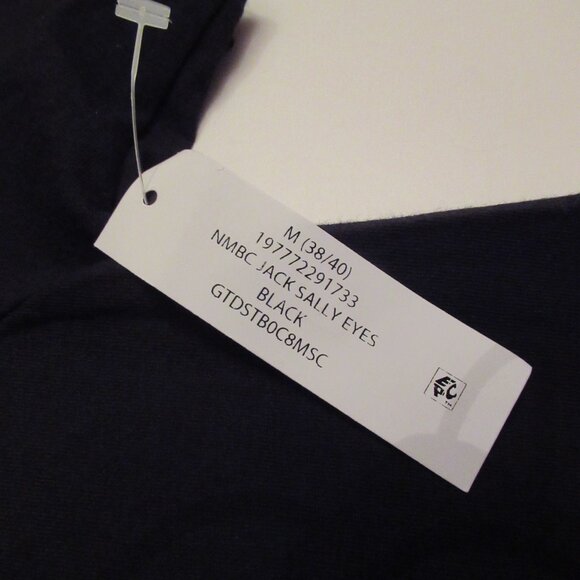 M (38/40)
197772291733
NMBC JACK SALLY EYES
BLACK
GTDSTB0C8MSC